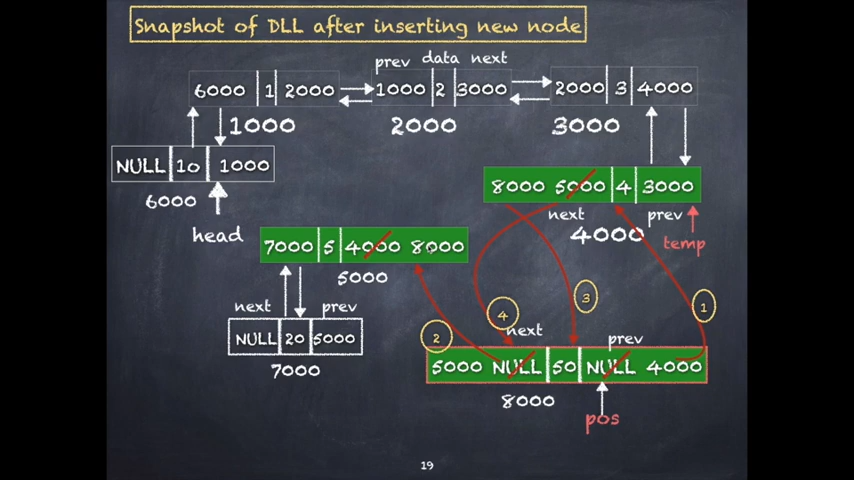 Snapshot of DLL after inserting new node
prev data next
6000 1 2000
1000 2 3000
2000 3 4000
1000
2000
3000
NULL 10 1000
6000
head
8000 5000 4 3000
next
prev
4000
temp
7000 5 4000 8000
5000
next
prev
NULL 20 5000
7000
1
2
3
4
next
prev
5000 NULL 50 NULL 4000
8000
pos
19